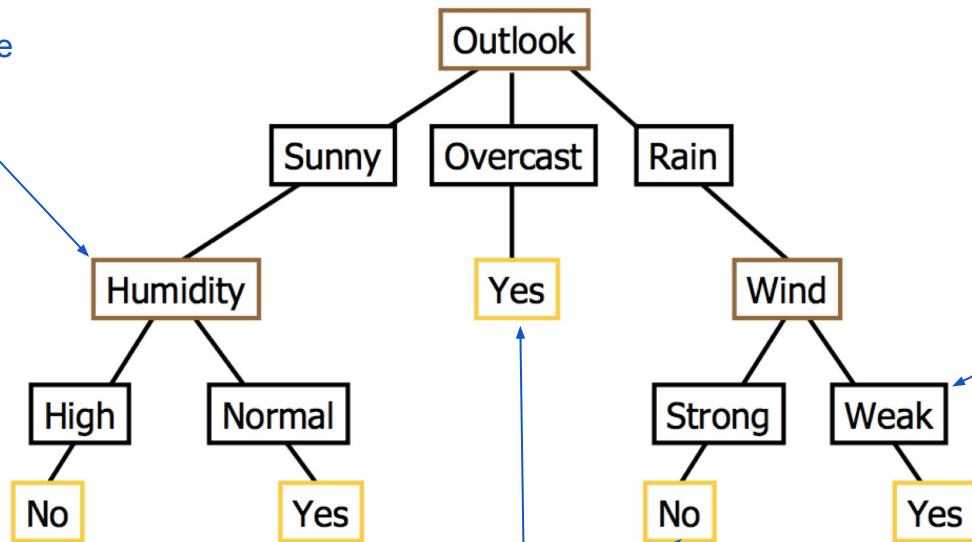 Outlook
e
Sunny Overcast Rain
Humidity Yes Wind
High Normal Strong Weak
No Yes No Yes